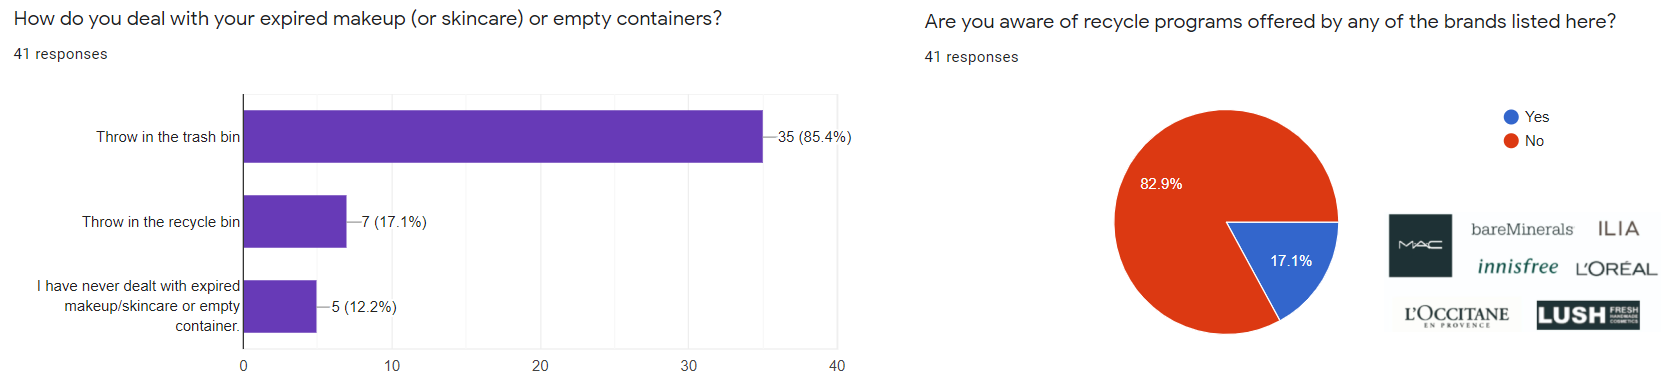 How do you deal with your expired makeup (or skincare) or empty containers?
41 responses
Throw in the trash bin
35 (85.4%)
Throw in the recycle bin
7 (17.1%)
I have never dealt with expired
makeup/skincare or empty
container.
5 (12.2%)
0 10 20 30 40
Are you aware of recycle programs offered by any of the brands listed here?
41 responses
82.9%
17.1%
Yes
No
MAC
bareMinerals
ILIA
innisfree
L'ORÉAL
L'OCCITANE
EN PROVENCE
LUSH
FRESH
HANDMADE
COSMETICS